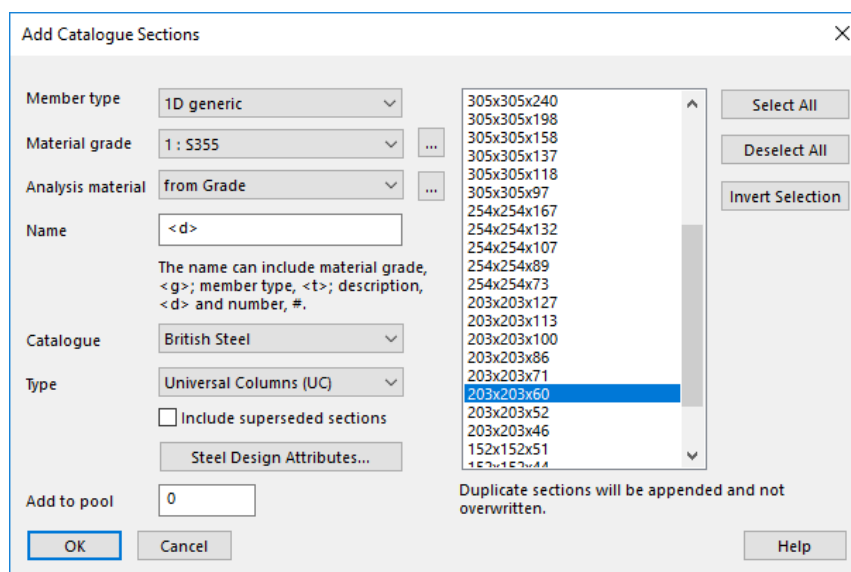 Add Catalogue Sections
Member type
1D generic
Material grade
1 : S355
...
Analysis material
from Grade
...
Name
<d>
The name can include material grade,
<g>; member type, <t>; description,
<d> and number, #.
Catalogue
British Steel
Type
Universal Columns (UC)
Include superseded sections
Steel Design Attributes...
Add to pool
0
OK
Cancel
305x305x240
305x305x198
305x305x158
305x305x137
305x305x118
305x305x97
254x254x167
254x254x132
254x254x107
254x254x89
254x254x73
203x203x127
203x203x113
203x203x100
203x203x86
203x203x71
203x203x60
203x203x52
203x203x46
152x152x51
152x152x44
Duplicate sections will be appended and not
overwritten.
Select All
Deselect All
Invert Selection
Help